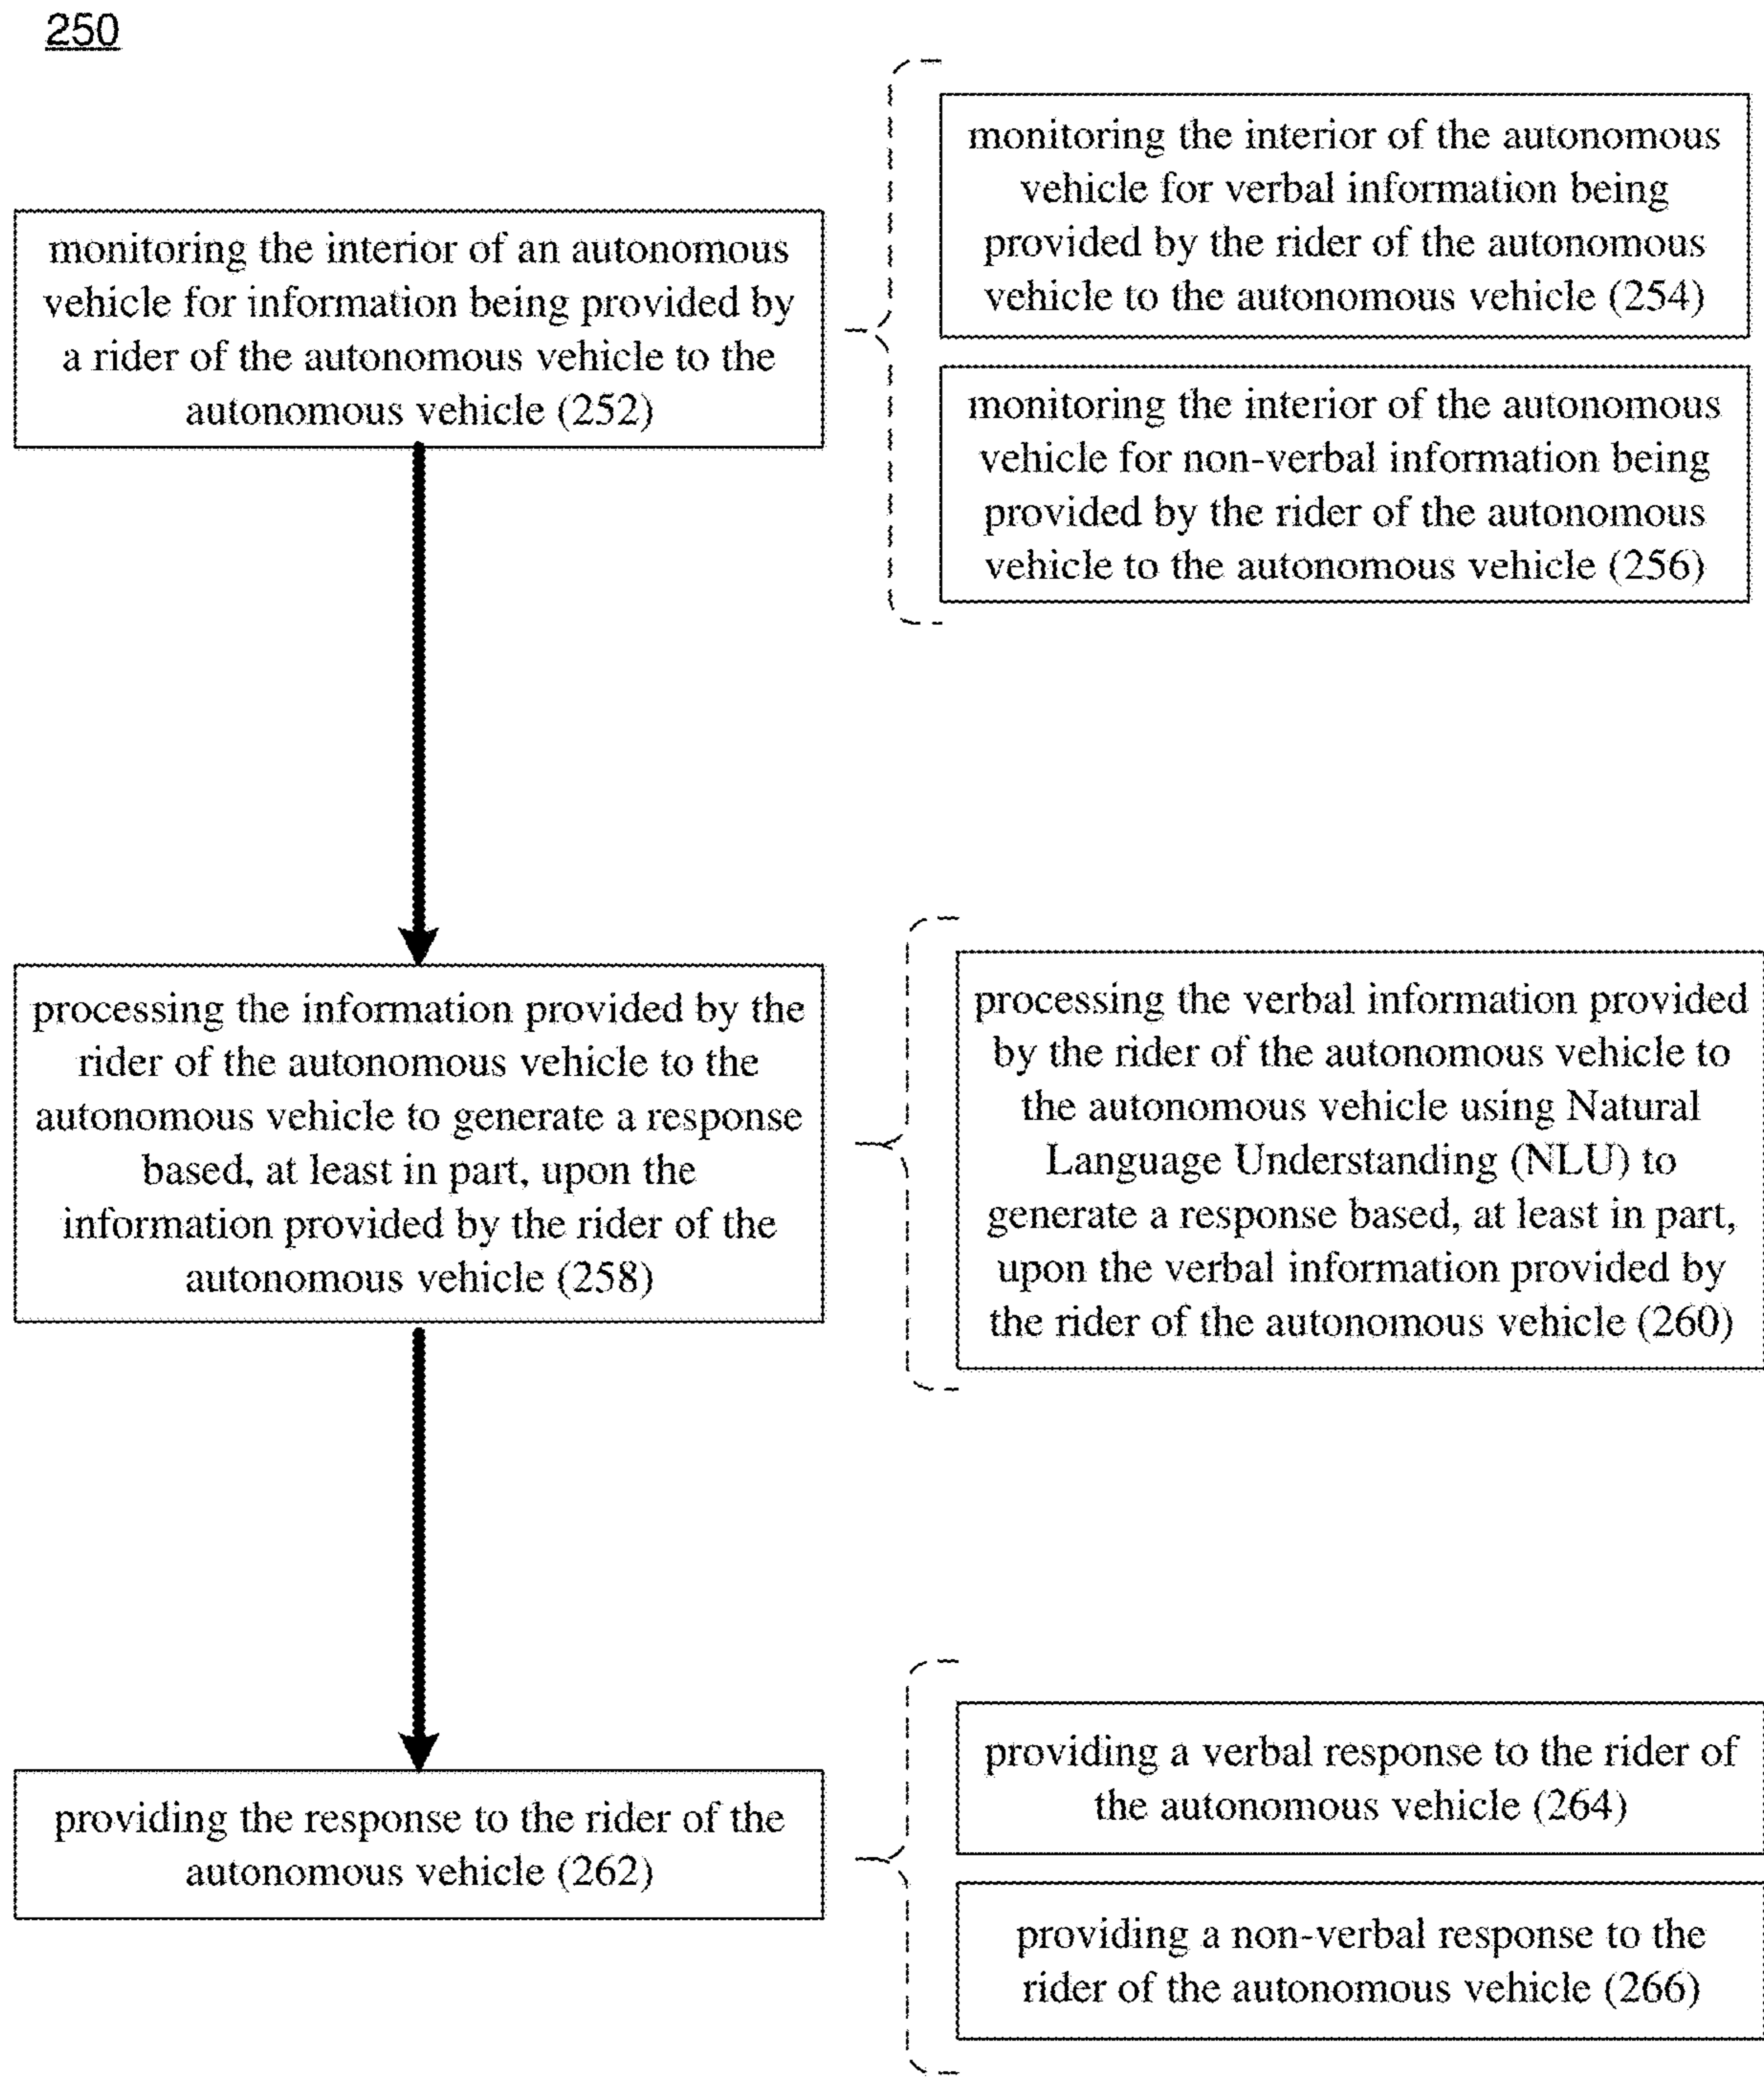 250
monitoring the interior of an autonomous
vehicle for information being provided by
a rider of the autonomous vehicle to the
autonomous vehicle (252)
monitoring the interior of the autonomous
vehicle for verbal information being
provided by the rider of the autonomous
vehicle to the autonomous vehicle (254)
monitoring the interior of the autonomous
vehicle for non-verbal information being
provided by the rider of the autonomous
vehicle to the autonomous vehicle (256)
processing the information provided by the
rider of the autonomous vehicle to the
autonomous vehicle to generate a response
based, at least in part, upon the
information provided by the rider of the
autonomous vehicle (258)
processing the verbal information provided
by the rider of the autonomous vehicle to
the autonomous vehicle using Natural
Language Understanding (NLU) to
generate a response based, at least in part,
upon the verbal information provided by
the rider of the autonomous vehicle (260)
providing the response to the rider of the
autonomous vehicle (262)
providing a verbal response to the rider of
the autonomous vehicle (264)
providing a non-verbal response to the
rider of the autonomous vehicle (266)